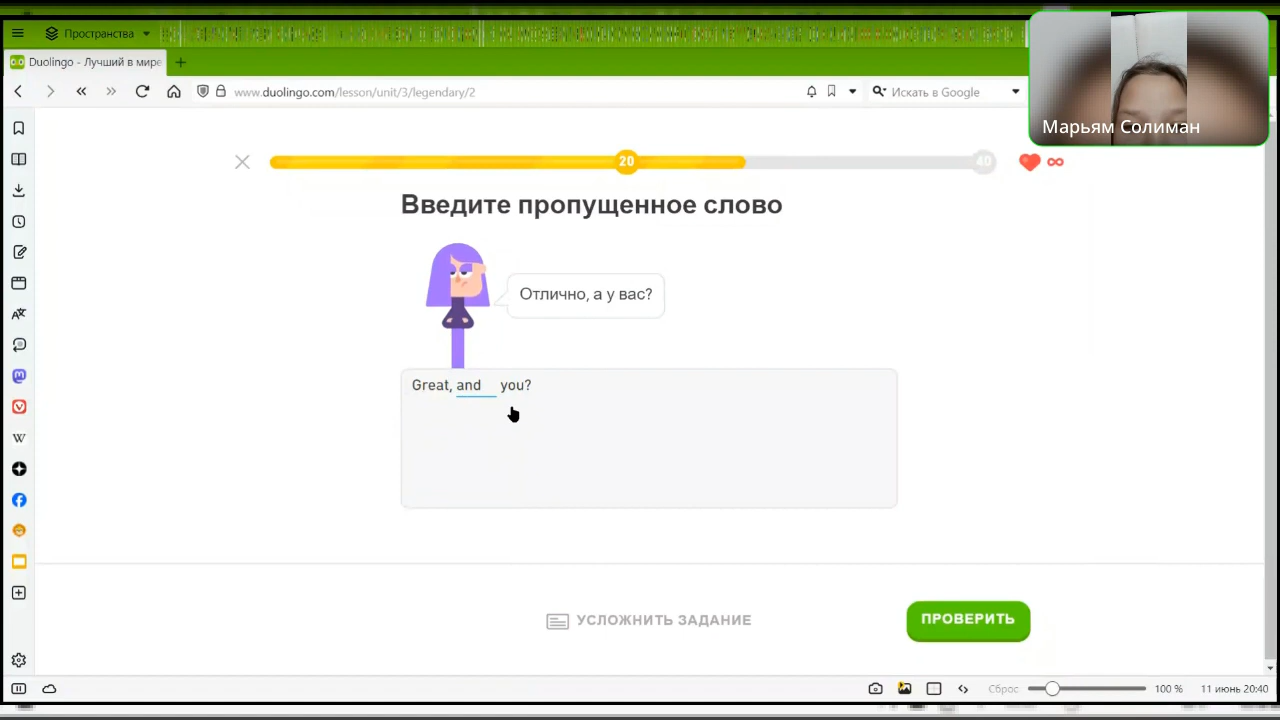 Пространства
Марьям Солиман
Duolingo - Лучший в мире
www.duolingo.com/lesson/unit/3/legendary/2
Искать в Google
20
40
Введите пропущенное слово
Отлично, а у вас?
Great, and you?
УСЛОЖНИТЬ ЗАДАНИЕ
ПРОВЕРИТЬ
Сброс
100 %
11 июнь 20:40